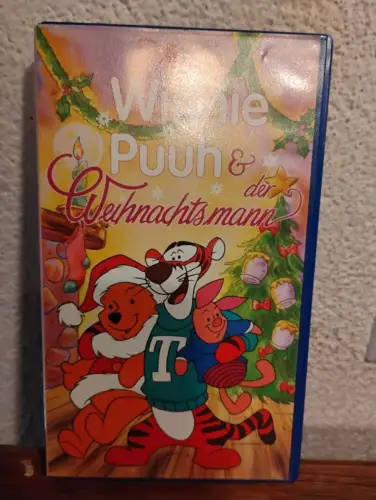 Winnie
Puuh &
der
Weihnachtsmann
T